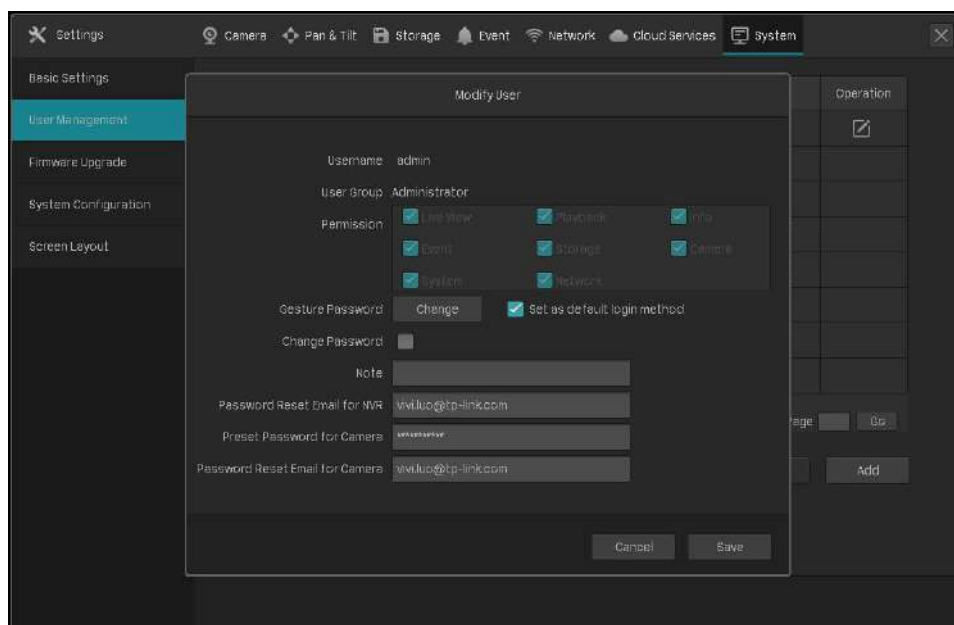 Settings
Camera Pan & Tilt Storage Event Network Cloud Services System
Basic Settings
User Management
Firmware Upgrade
System Configuration
Screen Layout
Modify User
Operation
Username admin
User Group Administrator
Permission
Live View Playback Info
Event Storage Camera
System Network
Gesture Password Change Set as default login method
Change Password
Note
Password Reset Email for NVR vivi.luo@tp-link.com
Preset Password for Camera **********
Password Reset Email for Camera vivi.luo@tp-link.com
age Go
Add
Cancel Save